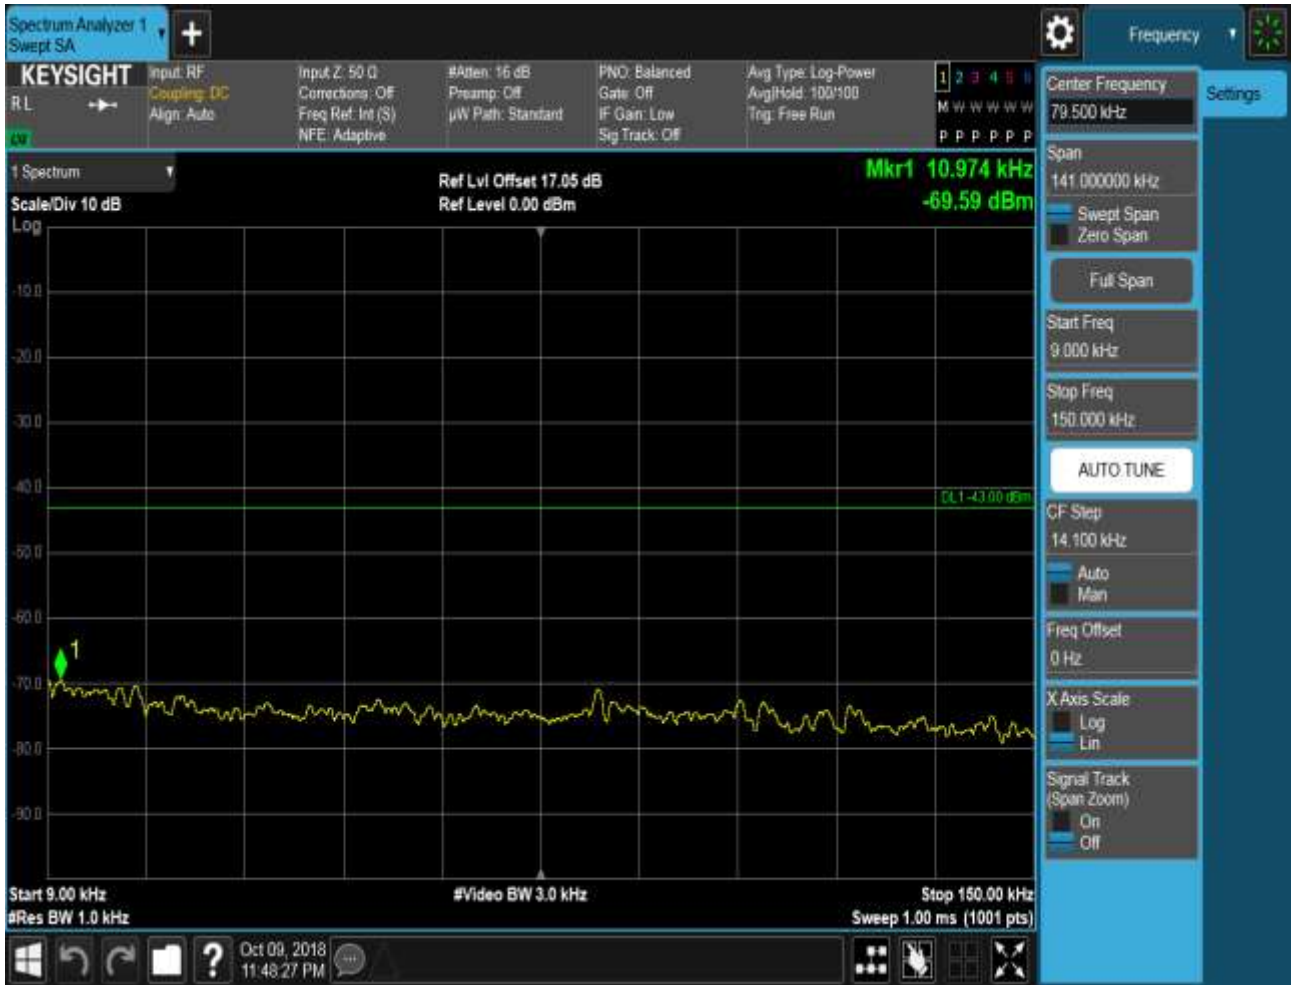 Spectrum Analyzer 1
Swept SA
+
Frequency
KEYSIGHT
RL
Input: RF
Coupling: DC
Align: Auto
Input Z: 50 Ω
Corrections: Off
Freq Ref: Int (S)
NFE: Adaptive
#Atten: 16 dB
Preamp: Off
µW Path: Standard
PNO: Balanced
Gate: Off
IF Gain: Low
Sig Track: Off
Avg Type: Log-Power
Avg|Hold: 100/100
Trig: Free Run
1 2 3 4 5 6
M W W W W W
P P P P P P
Settings
1 Spectrum
Scale/Div 10 dB
Log
Ref Lvl Offset 17.05 dB
Ref Level 0.00 dBm
Mkr1 10.974 kHz
-69.59 dBm
-10.0
-20.0
-30.0
-40.0
-50.0
-60.0
-70.0
-80.0
-90.0
DL1 -43.00 dBm
1
Start 9.00 kHz
#Res BW 1.0 kHz
#Video BW 3.0 kHz
Stop 150.00 kHz
Sweep 1.00 ms (1001 pts)
Center Frequency
79.500 kHz
Span
141.000000 kHz
Swept Span
Zero Span
Full Span
Start Freq
9.000 kHz
Stop Freq
150.000 kHz
AUTO TUNE
CF Step
14.100 kHz
Auto
Man
Freq Offset
0 Hz
X Axis Scale
Log
Lin
Signal Track
(Span Zoom)
On
Off
?
Oct 09, 2018
11:48:27 PM